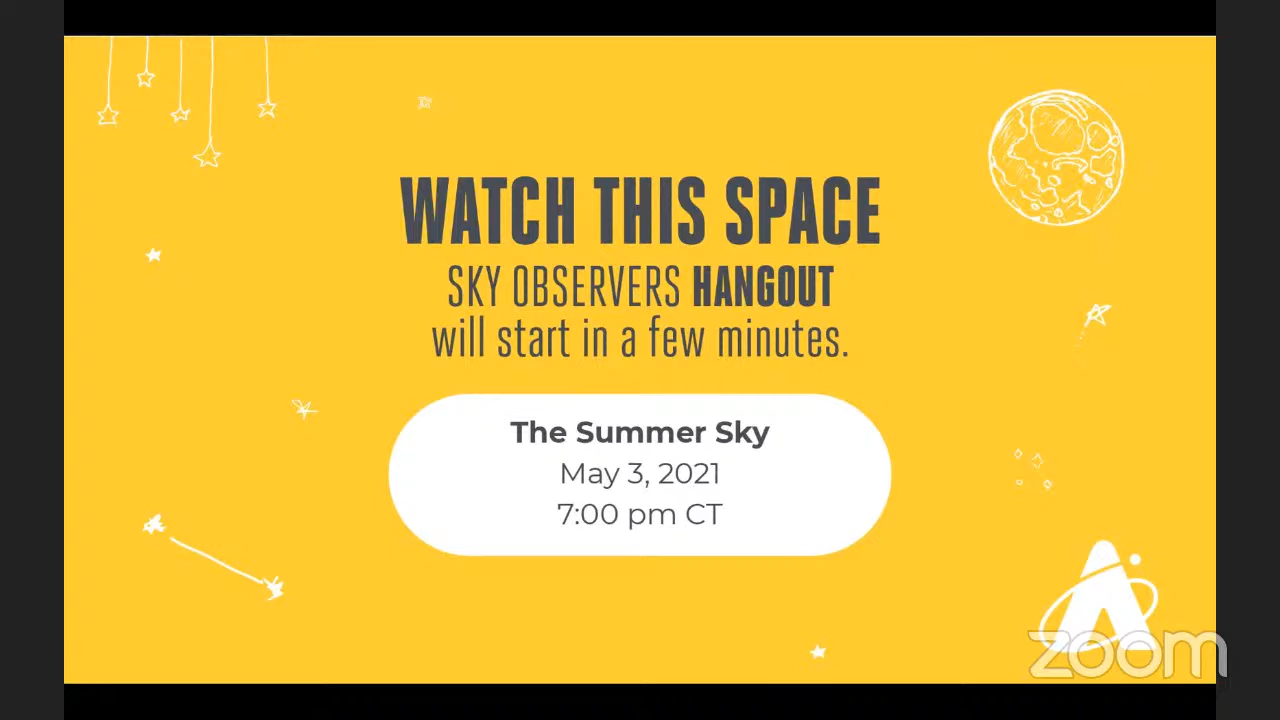 WATCH THIS SPACE
SKY OBSERVERS HANGOUT
will start in a few minutes.
The Summer Sky
May 3, 2021
7:00 pm CT
zoom